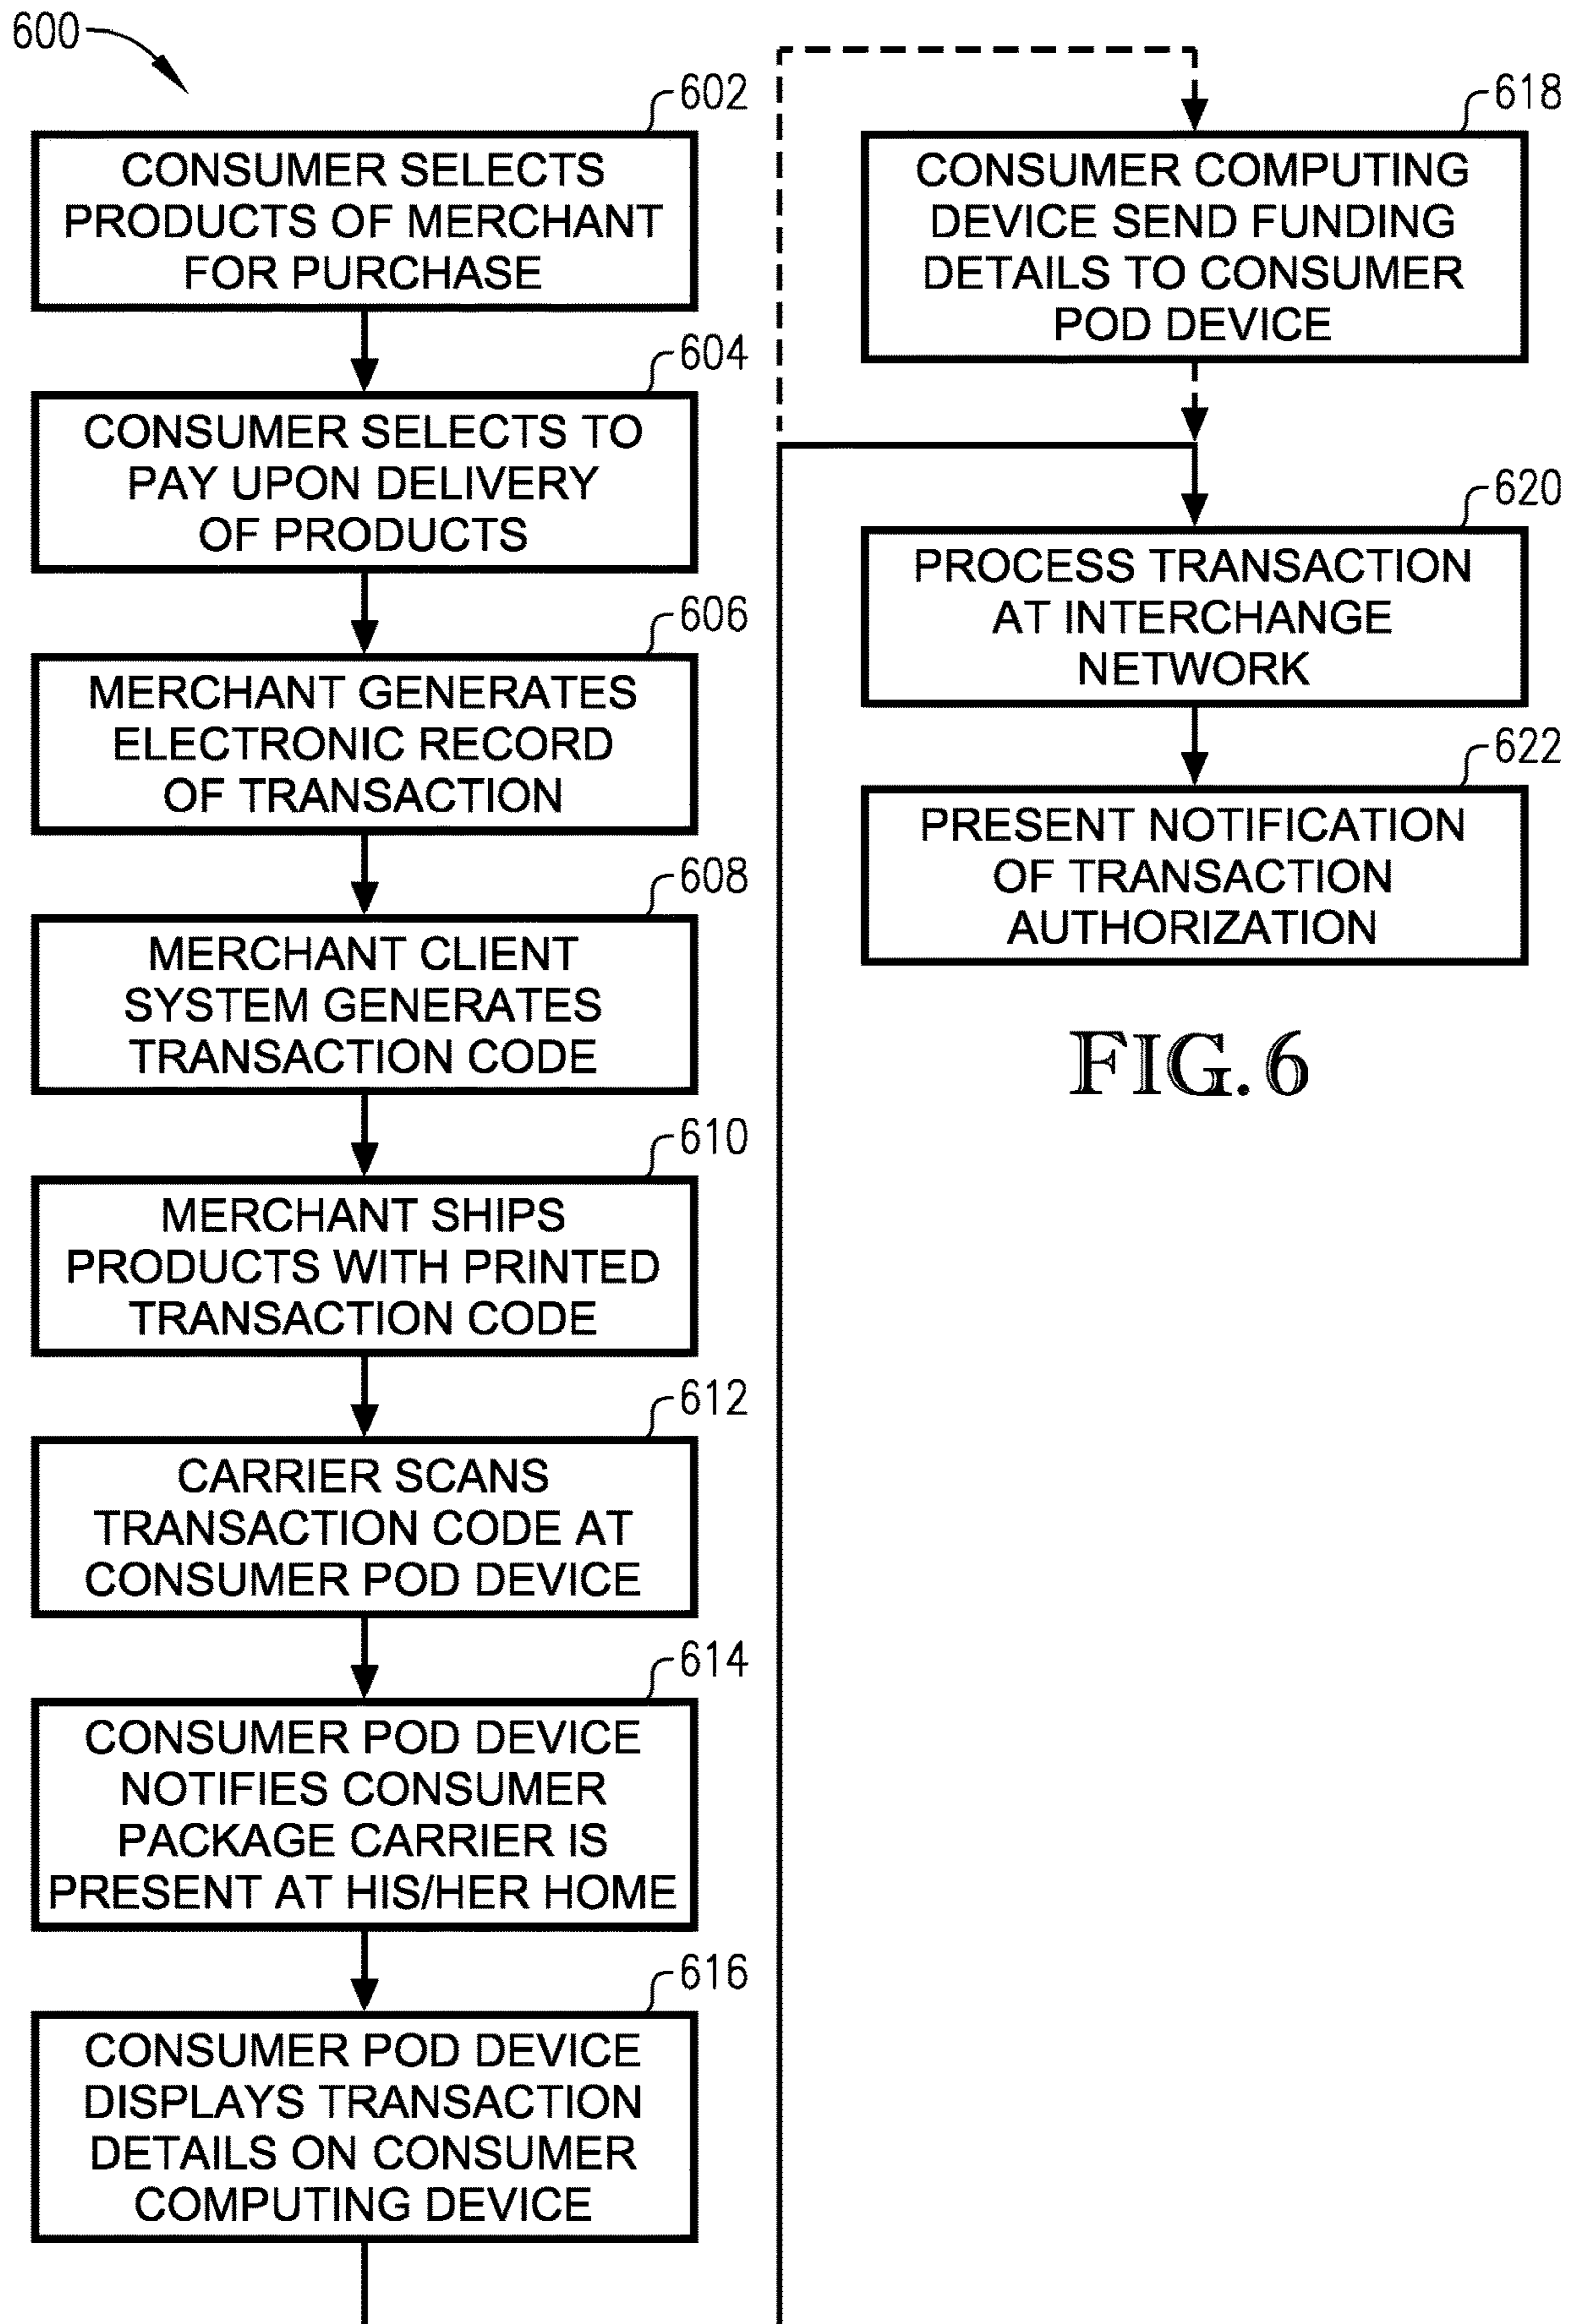 600
602
CONSUMER SELECTS
PRODUCTS OF MERCHANT
FOR PURCHASE
604
CONSUMER SELECTS TO
PAY UPON DELIVERY
OF PRODUCTS
606
MERCHANT GENERATES
ELECTRONIC RECORD
OF TRANSACTION
608
MERCHANT CLIENT
SYSTEM GENERATES
TRANSACTION CODE
610
MERCHANT SHIPS
PRODUCTS WITH PRINTED
TRANSACTION CODE
612
CARRIER SCANS
TRANSACTION CODE AT
CONSUMER POD DEVICE
614
CONSUMER POD DEVICE
NOTIFIES CONSUMER
PACKAGE CARRIER IS
PRESENT AT HIS/HER HOME
616
CONSUMER POD DEVICE
DISPLAYS TRANSACTION
DETAILS ON CONSUMER
COMPUTING DEVICE
618
CONSUMER COMPUTING
DEVICE SEND FUNDING
DETAILS TO CONSUMER
POD DEVICE
620
PROCESS TRANSACTION
AT INTERCHANGE
NETWORK
622
PRESENT NOTIFICATION
OF TRANSACTION
AUTHORIZATION
FIG. 6